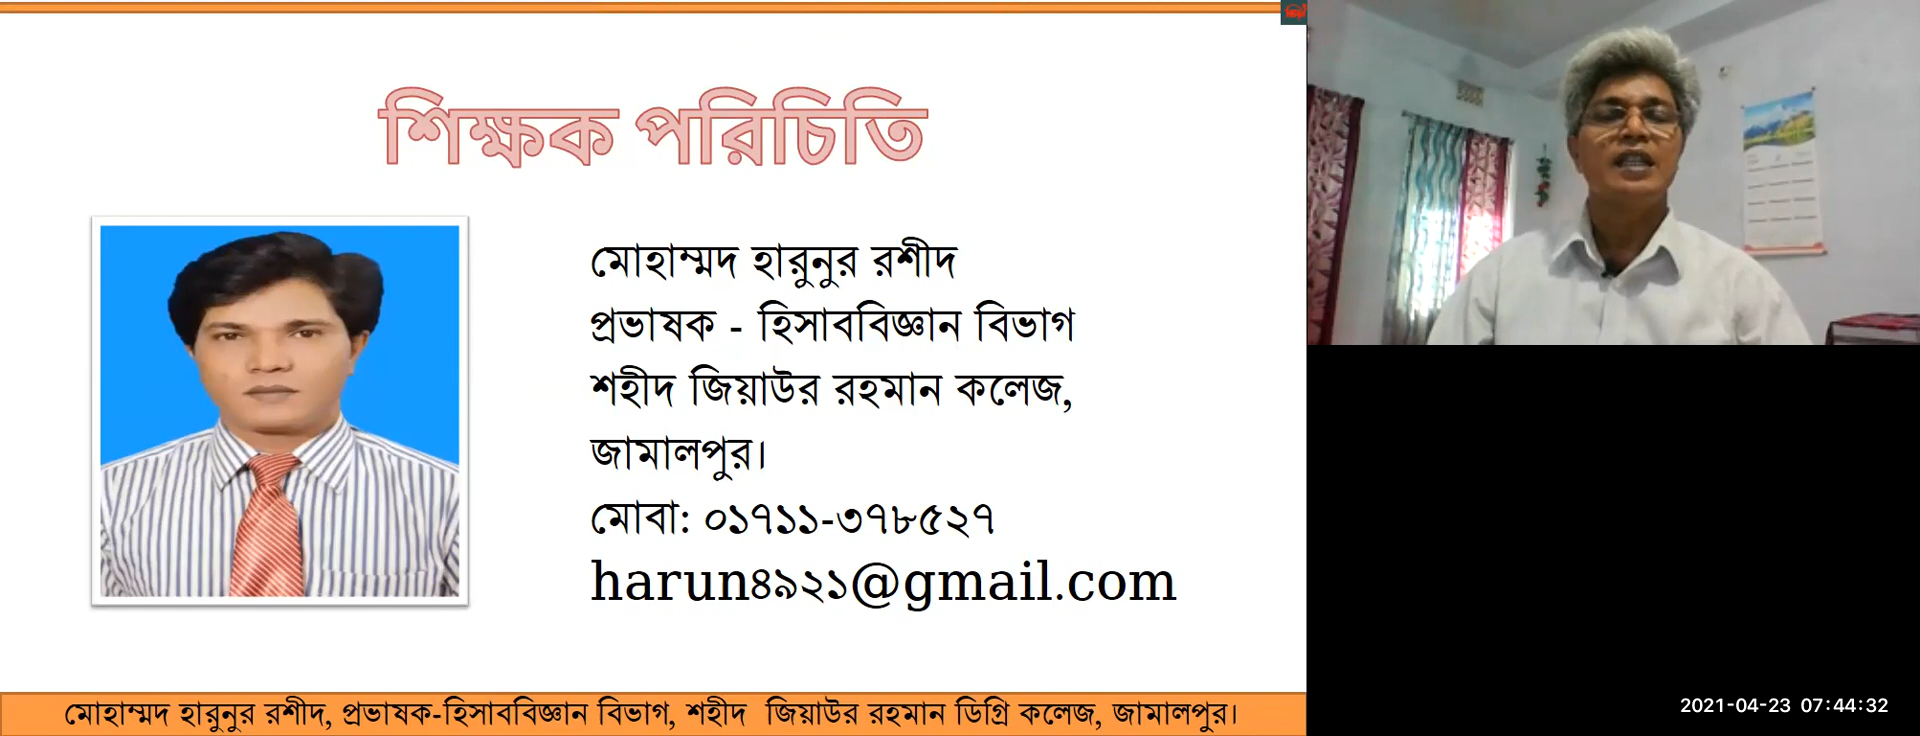 শিক্ষক পরিচিতি
মোহাম্মদ হারুনুর রশীদ
প্রভাষক - হিসাববিজ্ঞান বিভাগ
শহীদ জিয়াউর রহমান কলেজ,
জামালপুর।
মোবা: ০১৭১১-৩৭৮৫২৭
harun৪৯২১@gmail.com
মোহাম্মদ হারুনুর রশীদ, প্রভাষক-হিসাববিজ্ঞান বিভাগ, শহীদ জিয়াউর রহমান ডিগ্রি কলেজ, জামালপুর।
2021-04-23 07:44:32